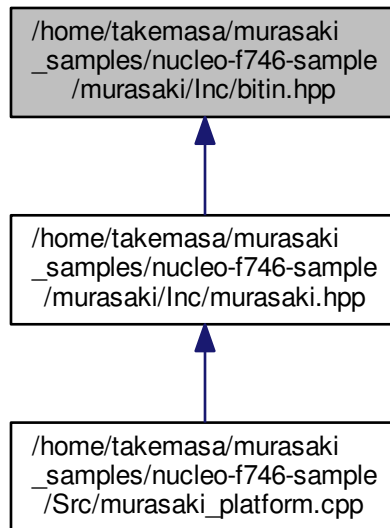 /home/takemasa/murasaki
_samples/nucleo-f746-sample
/murasaki/Inc/bitin.hpp
/home/takemasa/murasaki
_samples/nucleo-f746-sample
/murasaki/Inc/murasaki.hpp
/home/takemasa/murasaki
_samples/nucleo-f746-sample
/Src/murasaki_platform.cpp